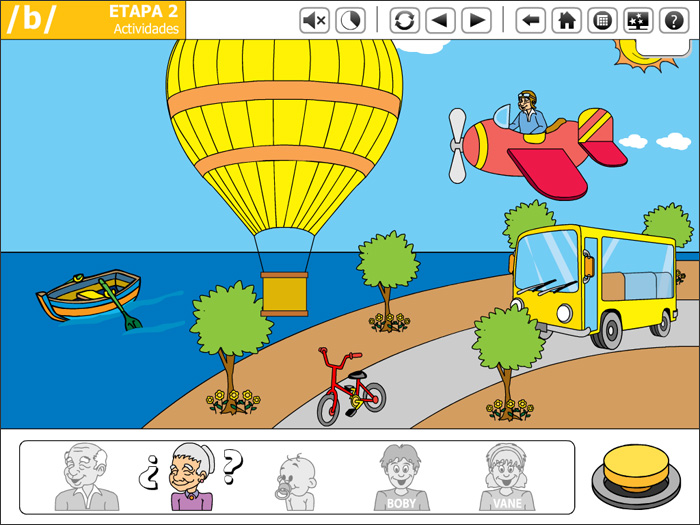 /b/
ETAPA 2
Actividades
¿ ?
BOBY
VANE